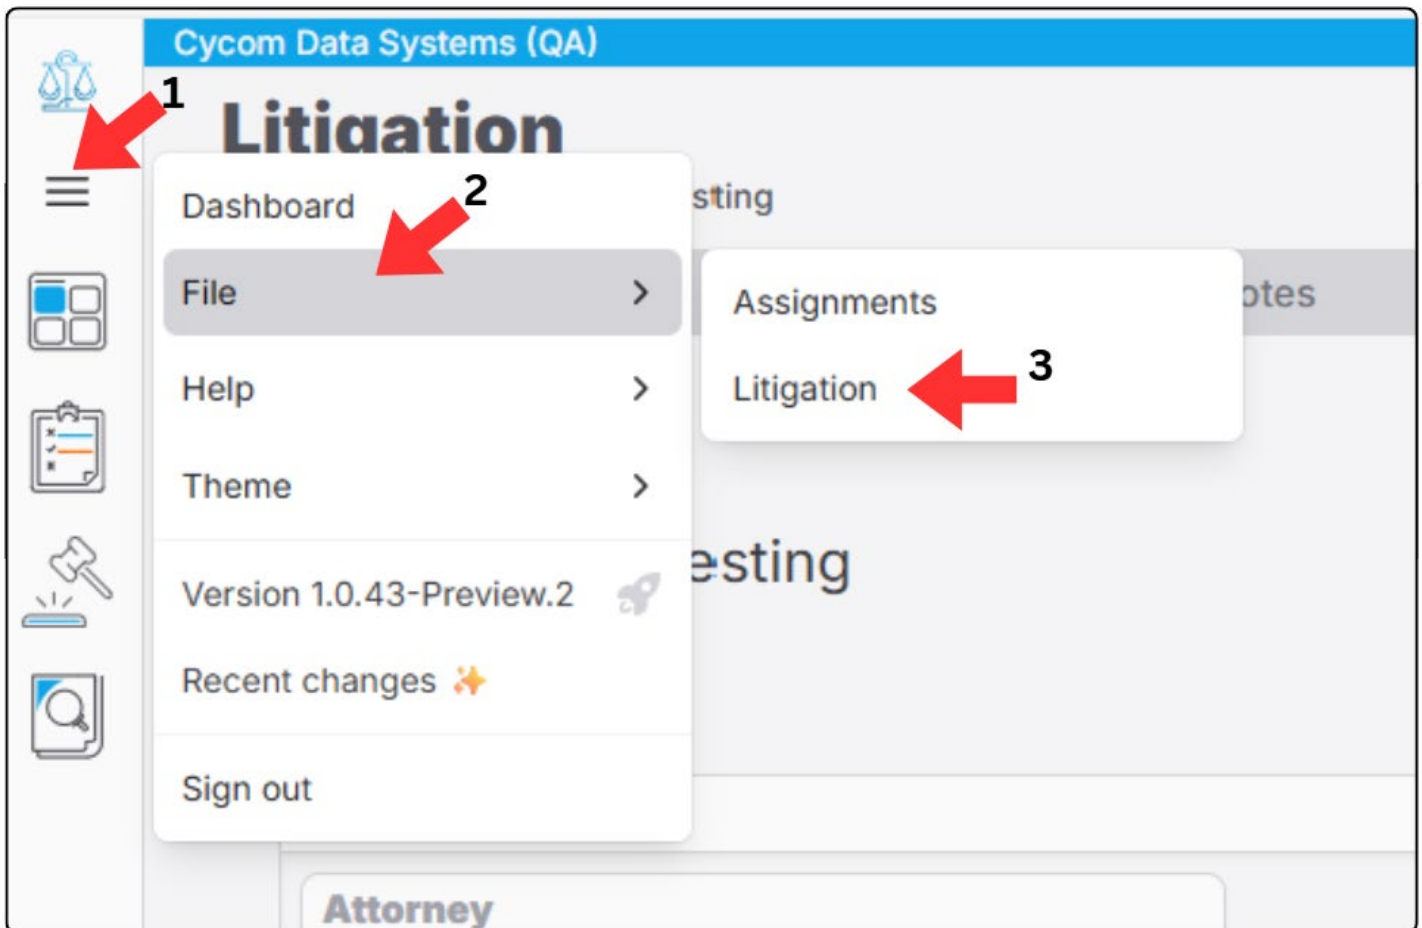 Cycom Data Systems (QA)
1
Litigation
Dashboard
2
sting
File
Assignments
otes
Help
Litigation
3
Theme
esting
Version 1.0.43-Preview.2
Recent changes
Sign out
Attorney